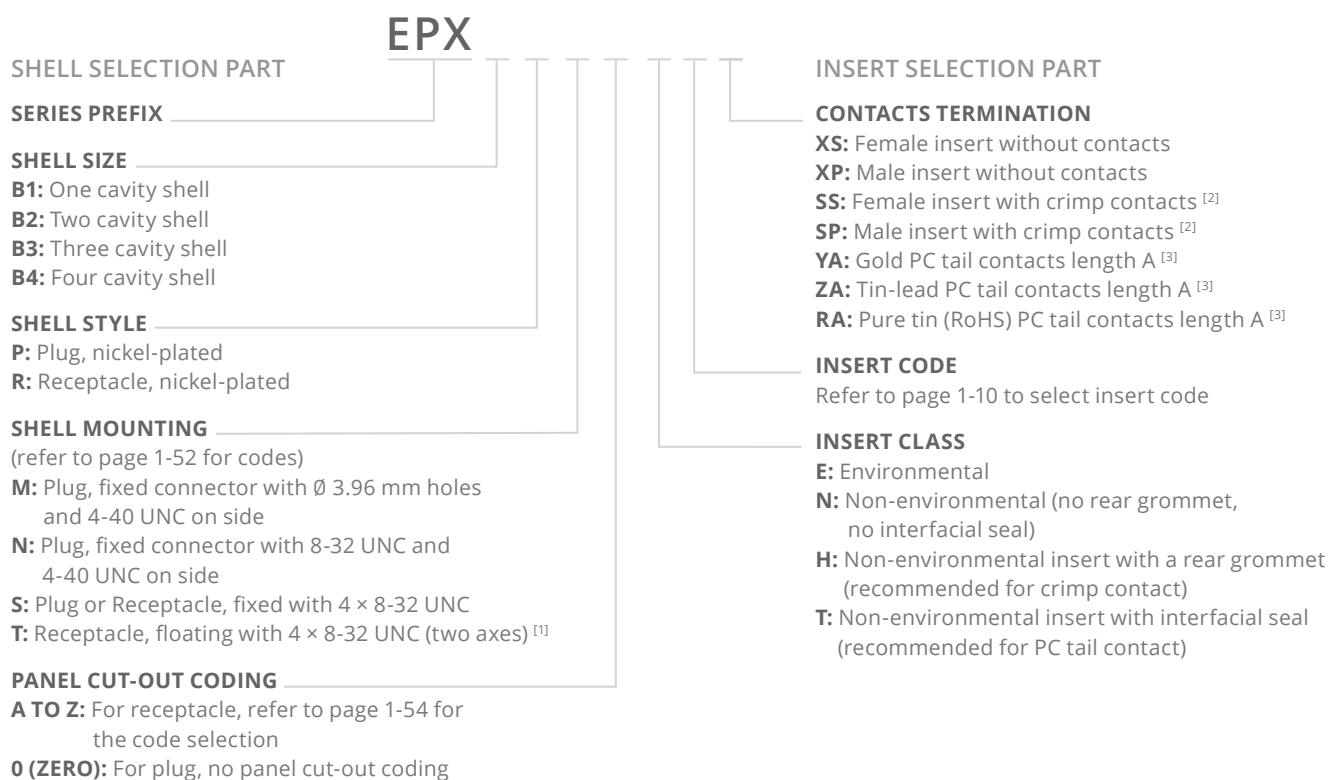 EPX
SHELL SELECTION PART
SERIES PREFIX
SHELL SIZE
B1: One cavity shell
B2: Two cavity shell
B3: Three cavity shell
B4: Four cavity shell
SHELL STYLE
P: Plug, nickel-plated
R: Receptacle, nickel-plated
SHELL MOUNTING
(refer to page 1-52 for codes)
M: Plug, fixed connector with Ø 3.96 mm holes
and 4-40 UNC on side
N: Plug, fixed connector with 8-32 UNC and
4-40 UNC on side
S: Plug or Receptacle, fixed with 4 × 8-32 UNC
T: Receptacle, floating with 4 × 8-32 UNC (two axes) [1]
PANEL CUT-OUT CODING
A TO Z: For receptacle, refer to page 1-54 for
the code selection
0 (ZERO): For plug, no panel cut-out coding
INSERT SELECTION PART
CONTACTS TERMINATION
XS: Female insert without contacts
XP: Male insert without contacts
SS: Female insert with crimp contacts [2]
SP: Male insert with crimp contacts [2]
YA: Gold PC tail contacts length A [3]
ZA: Tin-lead PC tail contacts length A [3]
RA: Pure tin (RoHS) PC tail contacts length A [3]
INSERT CODE
Refer to page 1-10 to select insert code
INSERT CLASS
E: Environmental
N: Non-environmental (no rear grommet,
no interfacial seal)
H: Non-environmental insert with a rear grommet
(recommended for crimp contact)
T: Non-environmental insert with interfacial seal
(recommended for PC tail contact)